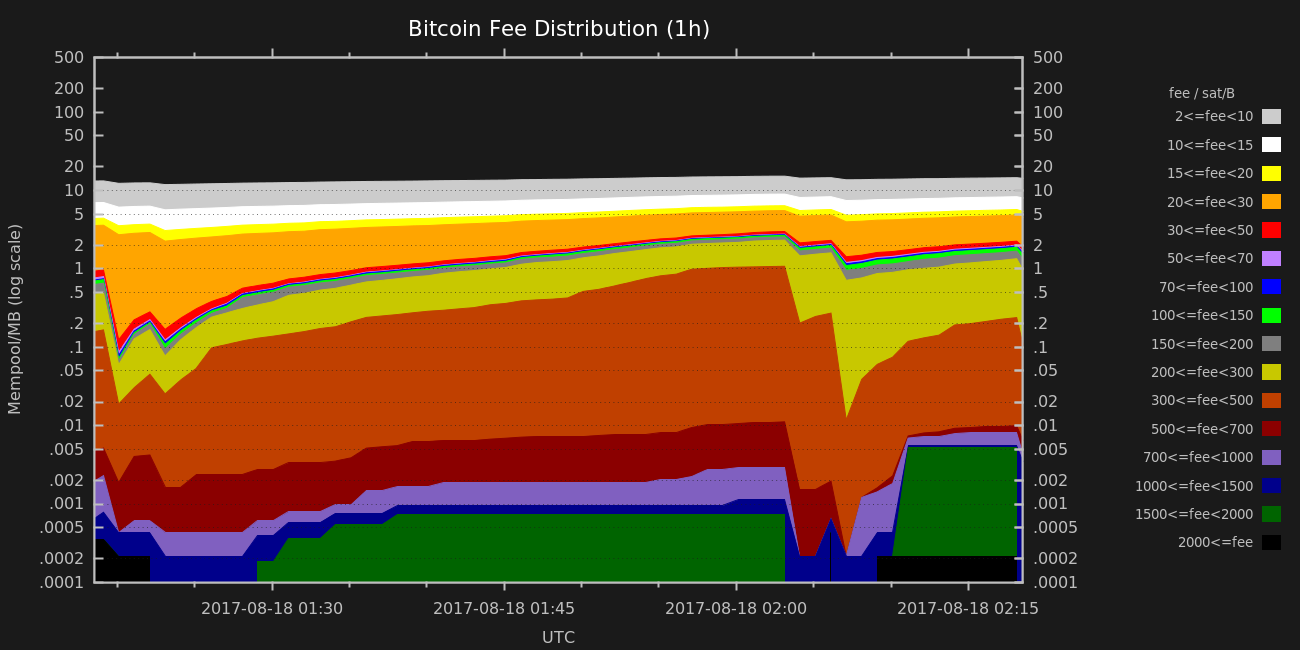 Bitcoin Fee Distribution (1h)
Mempool/MB (log scale)
500
200
100
50
20
10
5
2
1
.5
.2
.1
.05
.02
.01
.005
.002
.001
.0005
.0002
.0001
500
200
100
50
20
10
5
2
1
.5
.2
.1
.05
.02
.01
.005
.002
.001
.0005
.0002
.0001
2017-08-18 01:30 2017-08-18 01:45 2017-08-18 02:00 2017-08-18 02:15
UTC
fee / sat/B
2<=fee<10
10<=fee<15
15<=fee<20
20<=fee<30
30<=fee<50
50<=fee<70
70<=fee<100
100<=fee<150
150<=fee<200
200<=fee<300
300<=fee<500
500<=fee<700
700<=fee<1000
1000<=fee<1500
1500<=fee<2000
2000<=fee